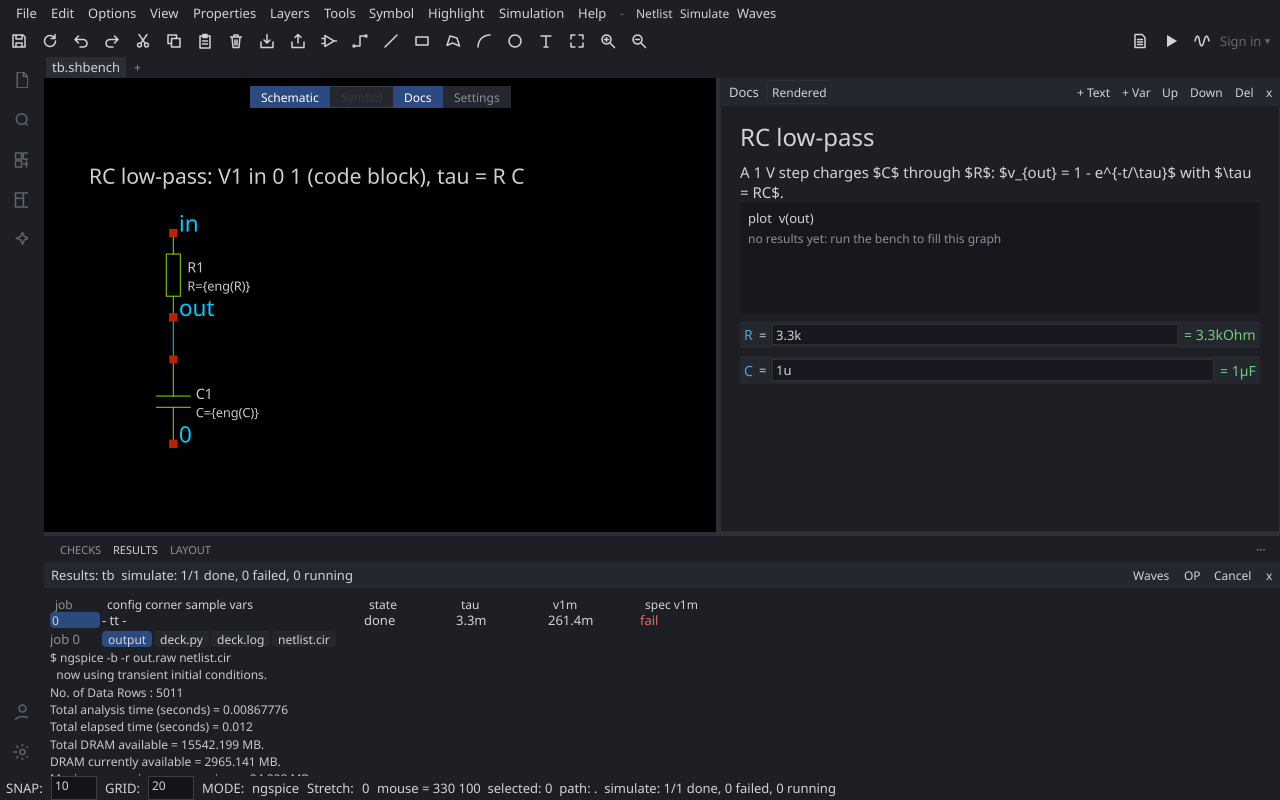 File Edit Options View Properties Layers Tools Symbol Highlight Simulation Help - Netlist Simulate Waves
Sign in
tb.shbench +
Schematic Symbol Docs Settings
RC low-pass: V1 in 0 1 (code block), tau = R C
in
R1
R={eng(R)}
out
C1
C={eng(C)}
0
Docs Rendered + Text + Var Up Down Del x
RC low-pass
A 1 V step charges $C$ through $R$: $v_{out} = 1 - e^{-t/\tau}$ with $\tau
= RC$.
plot v(out)
no results yet: run the bench to fill this graph
R = 3.3k = 3.3kOhm
C = 1u = 1µF
CHECKS RESULTS LAYOUT ...
Results: tb simulate: 1/1 done, 0 failed, 0 running Waves OP Cancel x
job config corner sample vars state tau v1m spec v1m
0 - tt - done 3.3m 261.4m fail
job 0 output deck.py deck.log netlist.cir
$ ngspice -b -r out.raw netlist.cir
now using transient initial conditions.
No. of Data Rows : 5011
Total analysis time (seconds) = 0.00867776
Total elapsed time (seconds) = 0.012
Total DRAM available = 15542.199 MB.
DRAM currently available = 2965.141 MB.
SNAP: 10 GRID: 20 MODE: ngspice Stretch: 0 mouse = 330 100 selected: 0 path: . simulate: 1/1 done, 0 failed, 0 running